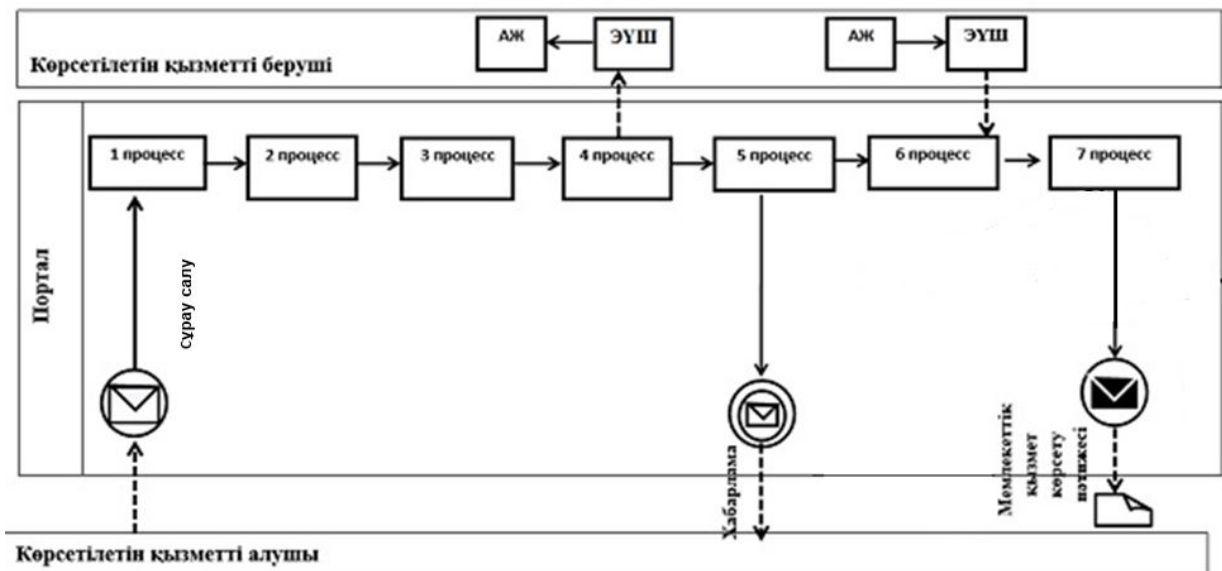 АЖ
ЭҮШ
АЖ
ЭҮШ
Көрсетілетін қызметті беруші
Портал
1 процесс
2 процесс
3 процесс
4 процесс
5 процесс
6 процесс
7 процесс
сұрау салу
Хабарлама
Мемлекеттік
қызмет
көрсету
нәтижесі
Көрсетілетін қызметті алушы